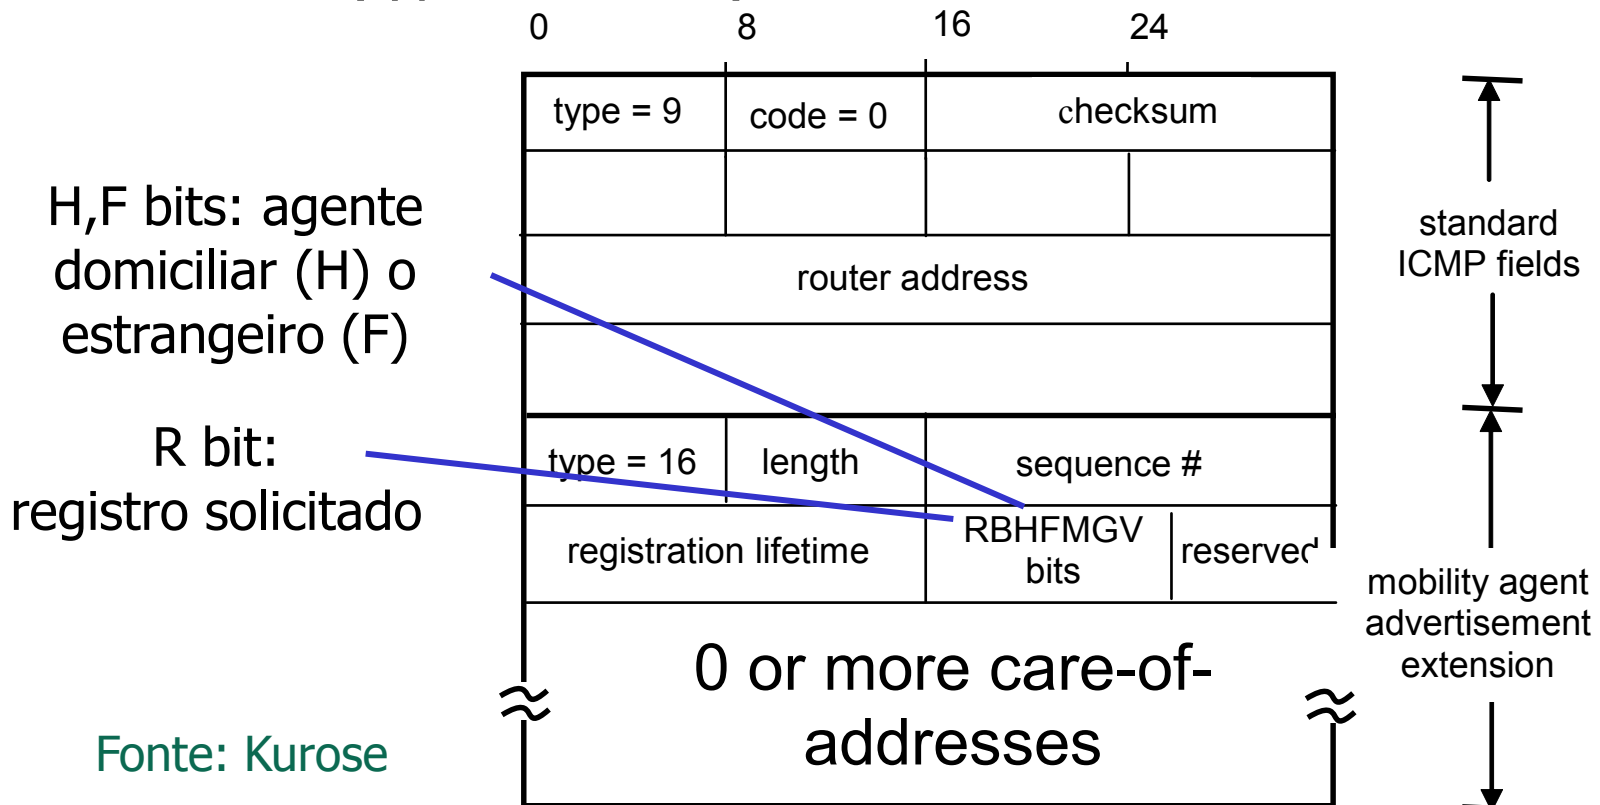 0 8 16 24
type = 9 code = 0 checksum
H,F bits: agente
domiciliar (H) o
estrangeiro (F)
standard
ICMP fields
router address
R bit:
registro solicitado
type = 16 length sequence #
registration lifetime RBHFMGV
bits
reserved
mobility agent
advertisement
extension
0 or more care-of-
addresses
Fonte: Kurose